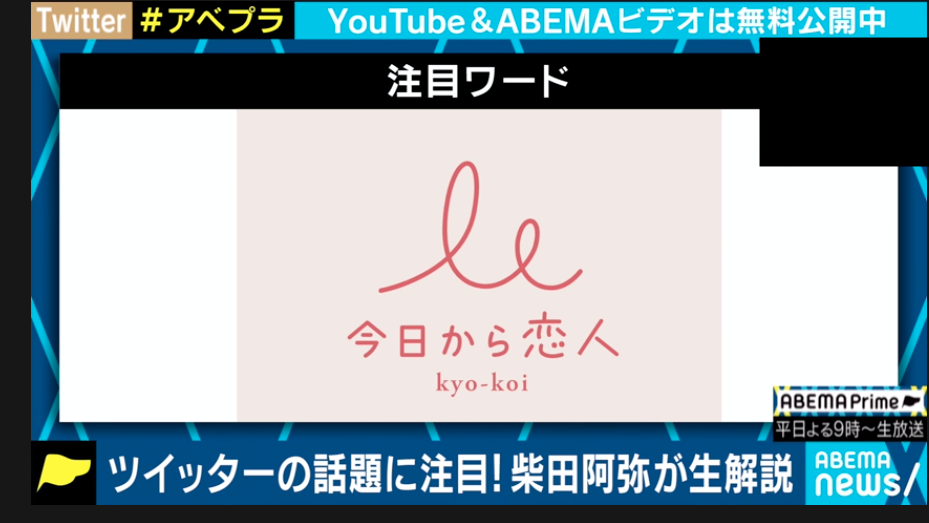 Twitter #アベプラ YouTube&ABEMAビデオは無料公開中
注目ワード
le
今日から恋人
kyo-koi
ABEMA Prime
平日よる9時～生放送
ツイッターの話題に注目!柴田阿弥が生解説
ABEMA
news/